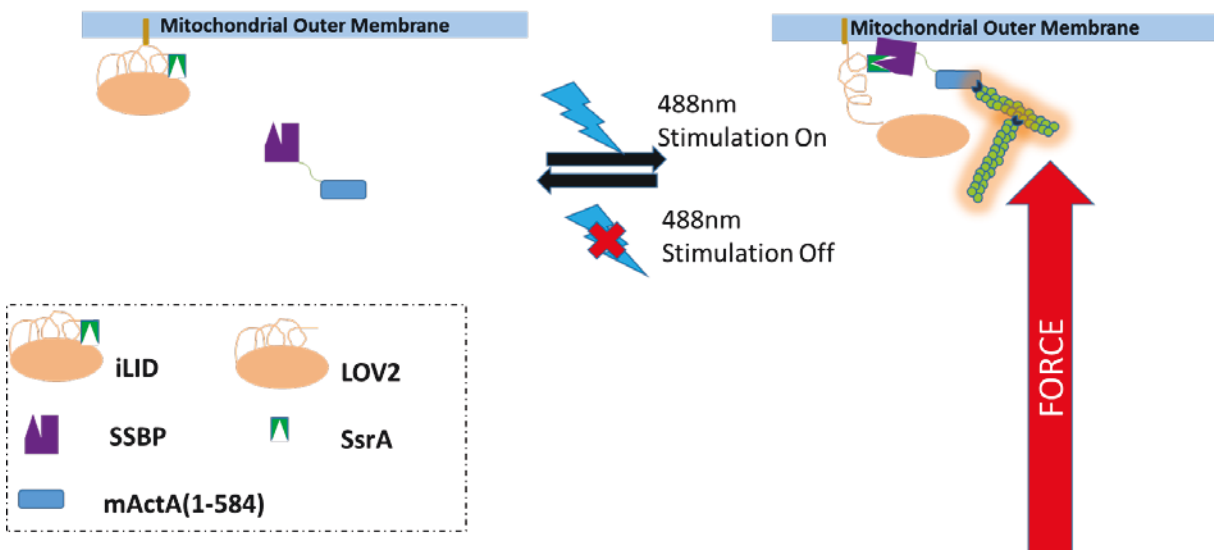 Mitochondrial Outer Membrane
Mitochondrial Outer Membrane
488nm
Stimulation On
488nm
Stimulation Off
FORCE
iLID
LOV2
SSBP
SsrA
mActA(1-584)